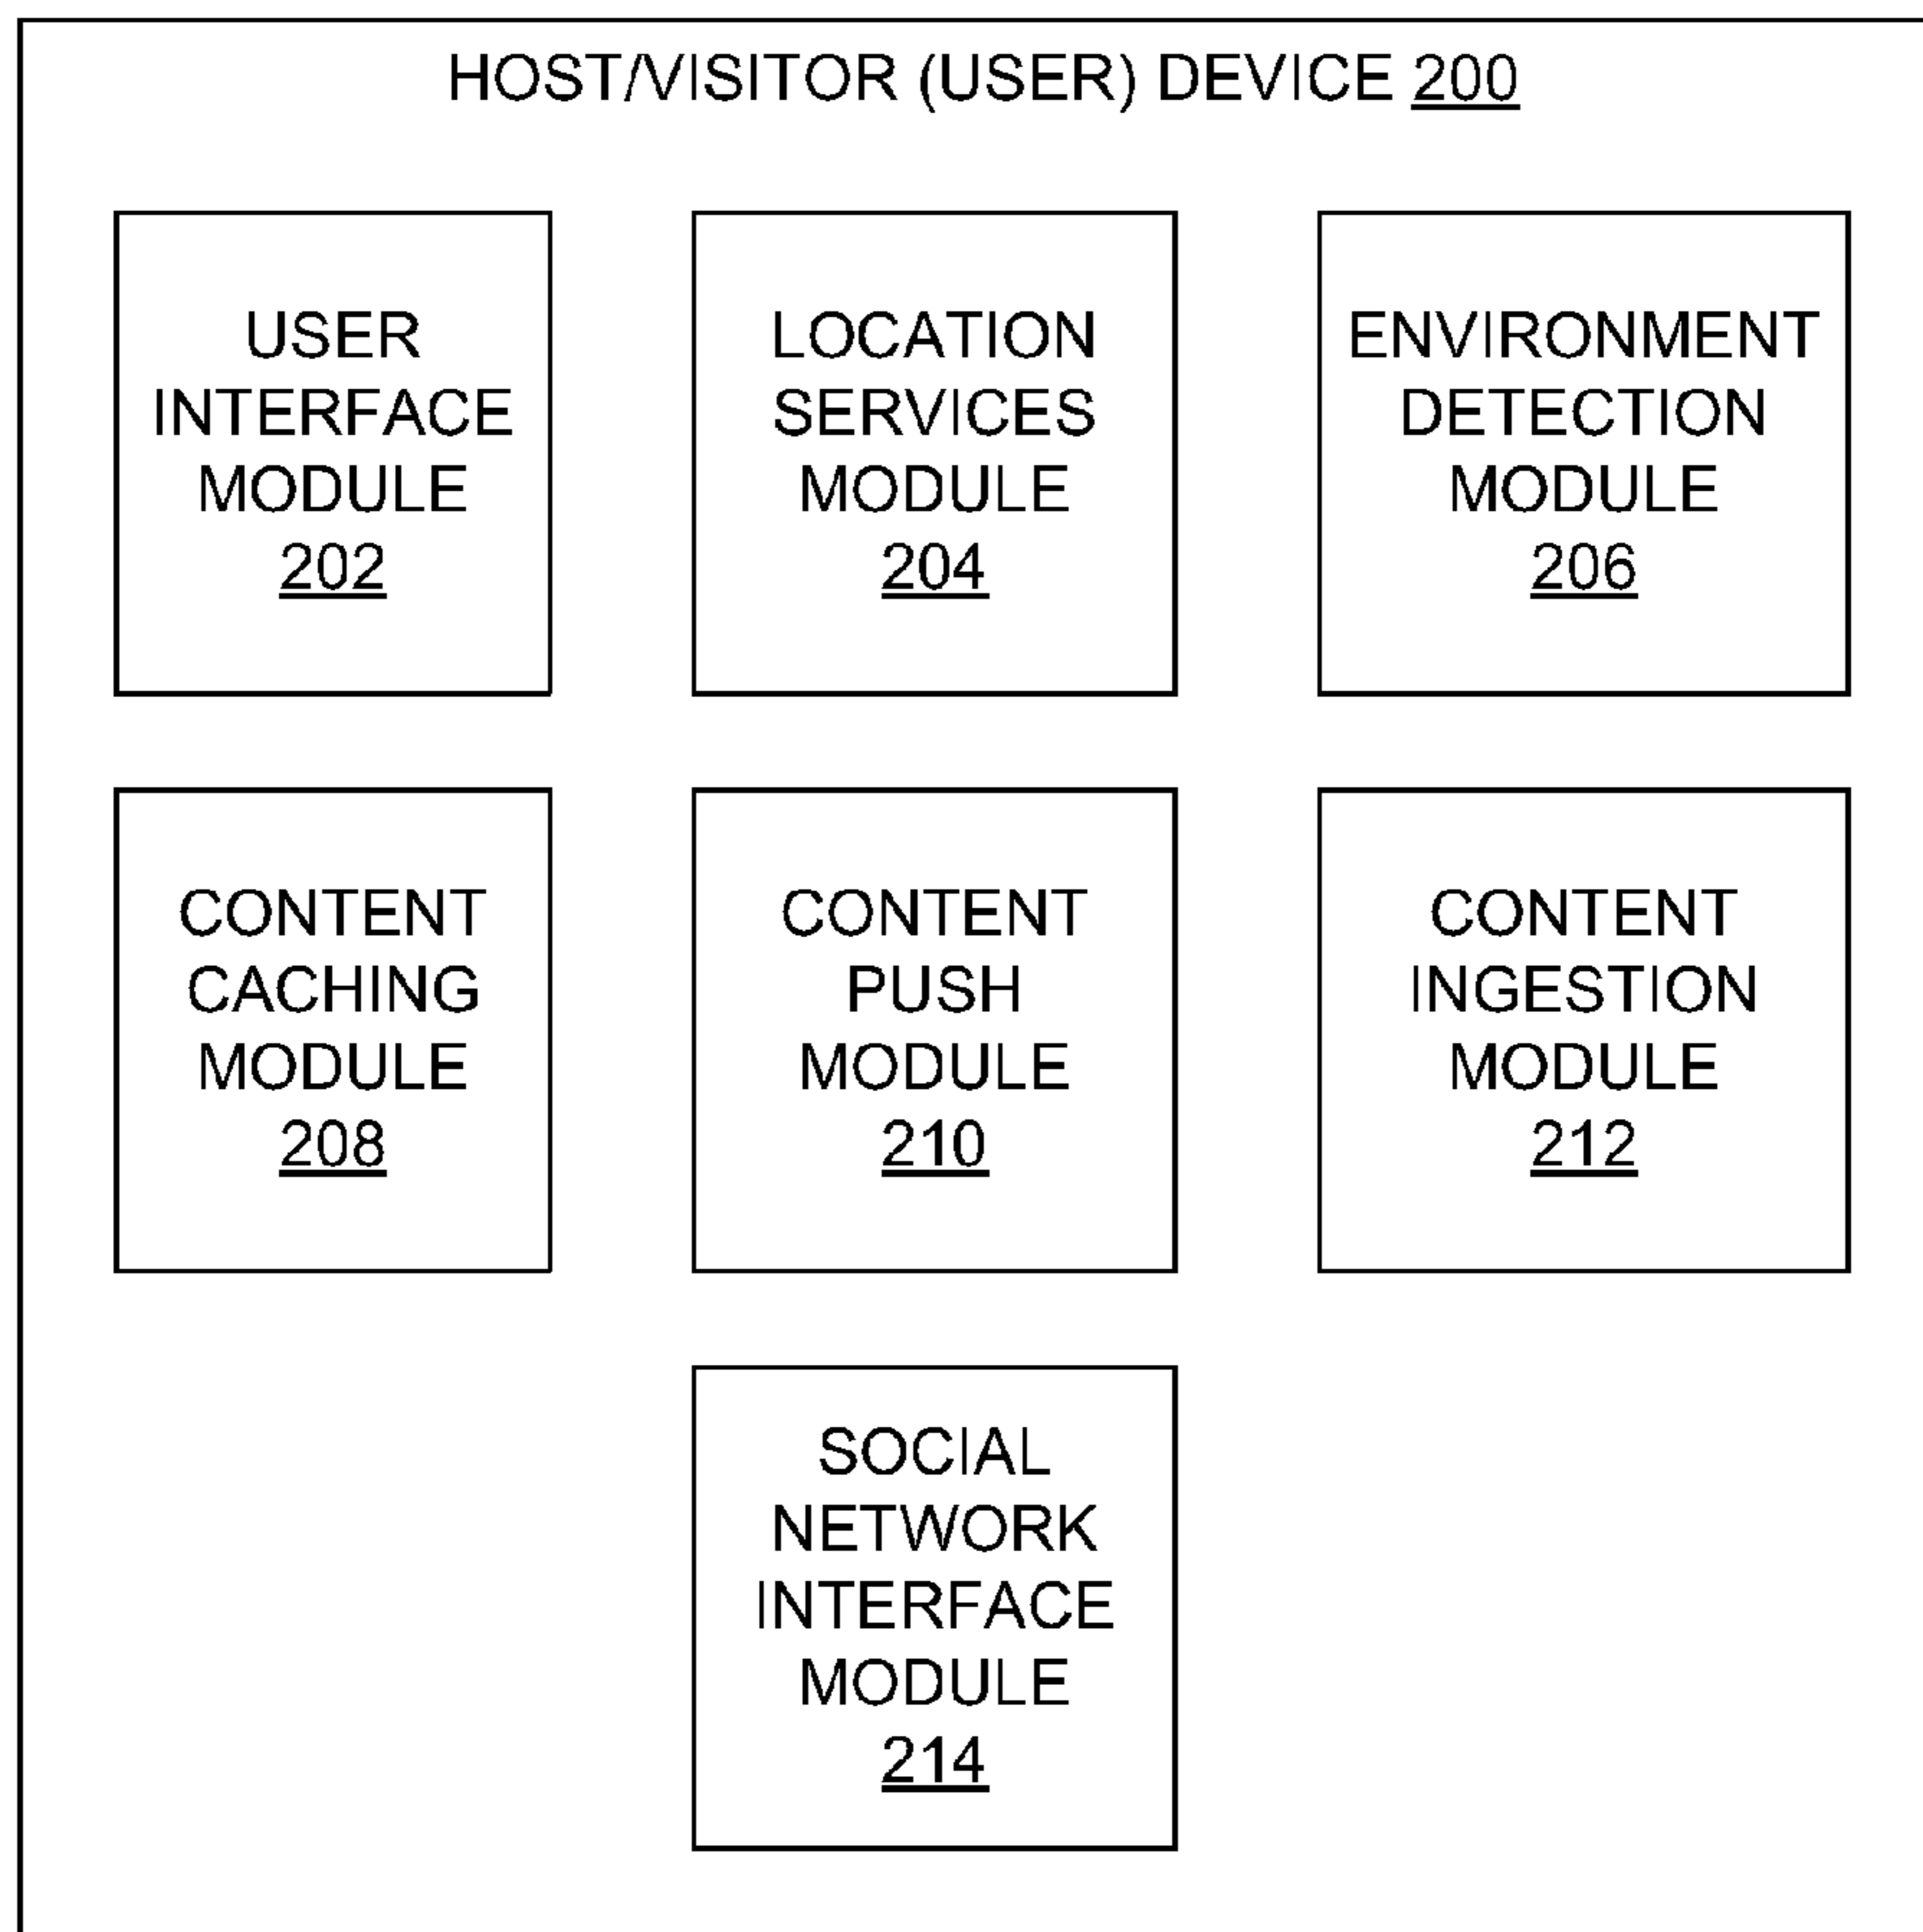 HOST/VISITOR (USER) DEVICE 200
USER
INTERFACE
MODULE
202
LOCATION
SERVICES
MODULE
204
ENVIRONMENT
DETECTION
MODULE
206
CONTENT
CACHING
MODULE
208
CONTENT
PUSH
MODULE
210
CONTENT
INGESTION
MODULE
212
SOCIAL
NETWORK
INTERFACE
MODULE
214